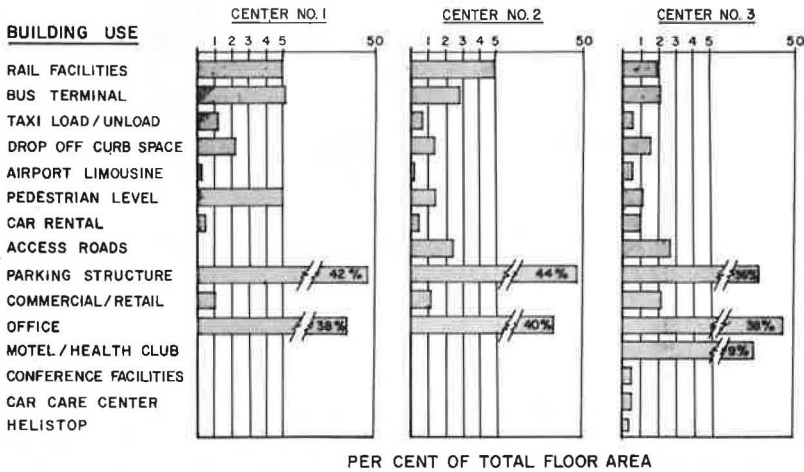 CENTER NO. 1 CENTER NO. 2 CENTER NO. 3
BUILDING USE
1 2 3 4 5 50 1 2 3 4 5 50 1 2 3 4 5 50
RAIL FACILITIES
BUS TERMINAL
TAXI LOAD/UNLOAD
DROP OFF CURB SPACE
AIRPORT LIMOUSINE
PEDESTRIAN LEVEL
CAR RENTAL
ACCESS ROADS
PARKING STRUCTURE 42% 44% 36%
COMMERCIAL/RETAIL
OFFICE 38% 40% 38%
MOTEL/HEALTH CLUB 9%
CONFERENCE FACILITIES
CAR CARE CENTER
HELISTOP
PER CENT OF TOTAL FLOOR AREA